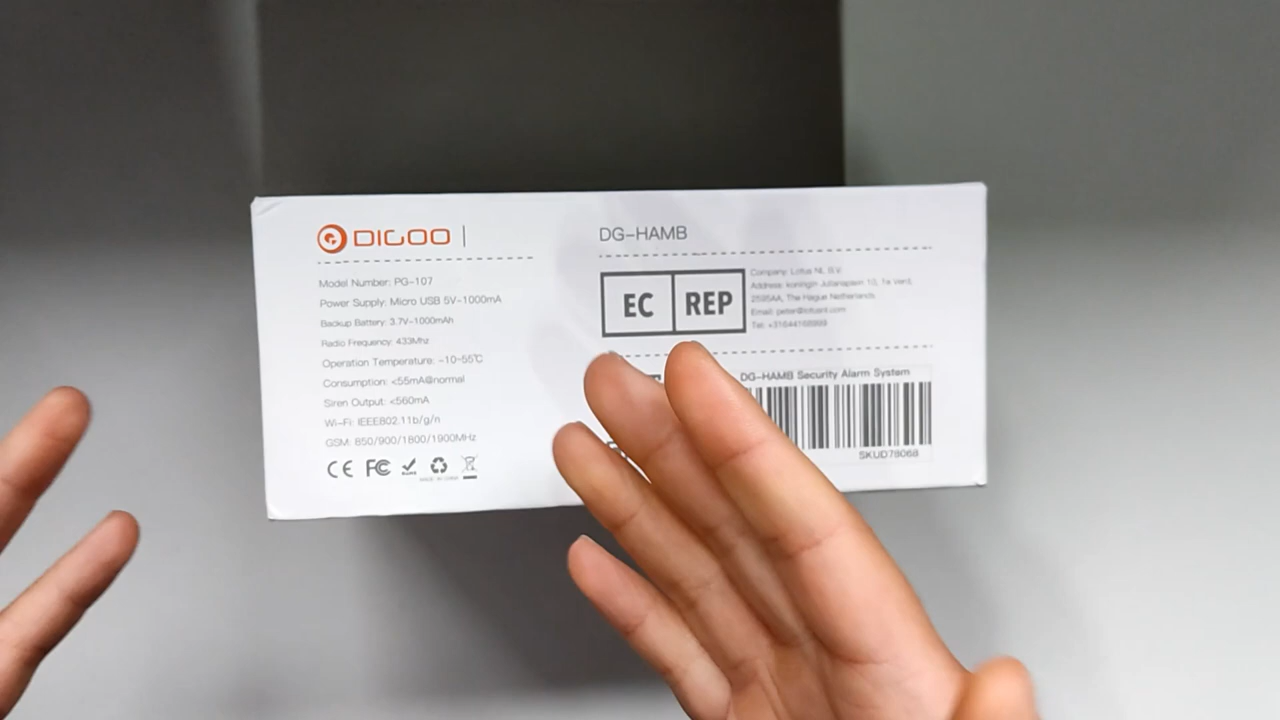 DIGOO
Model Number: PG-107
Power Supply: Micro USB 5V-1000mA
Backup Battery: 3.7V-1000mAh
Radio Frequency: 433Mhz
Operation Temperature: -10-55℃
Consumption: <55mA@normal
Siren Output: <560mA
Wi-Fi: IEEE802.11b/g/n
GSM: 850/900/1800/1900MHz
CE FC
MADE IN CHINA
DG-HAMB
EC REP
Company: Lotus NL B.V.
Address: koningin Julianaplein 10, 1e Verd,
2595AA, The Hague Netherlands.
Email: peter@lotusnl.com
Tel: +31644168999
DG-HAMB Security Alarm System
SKUD78068